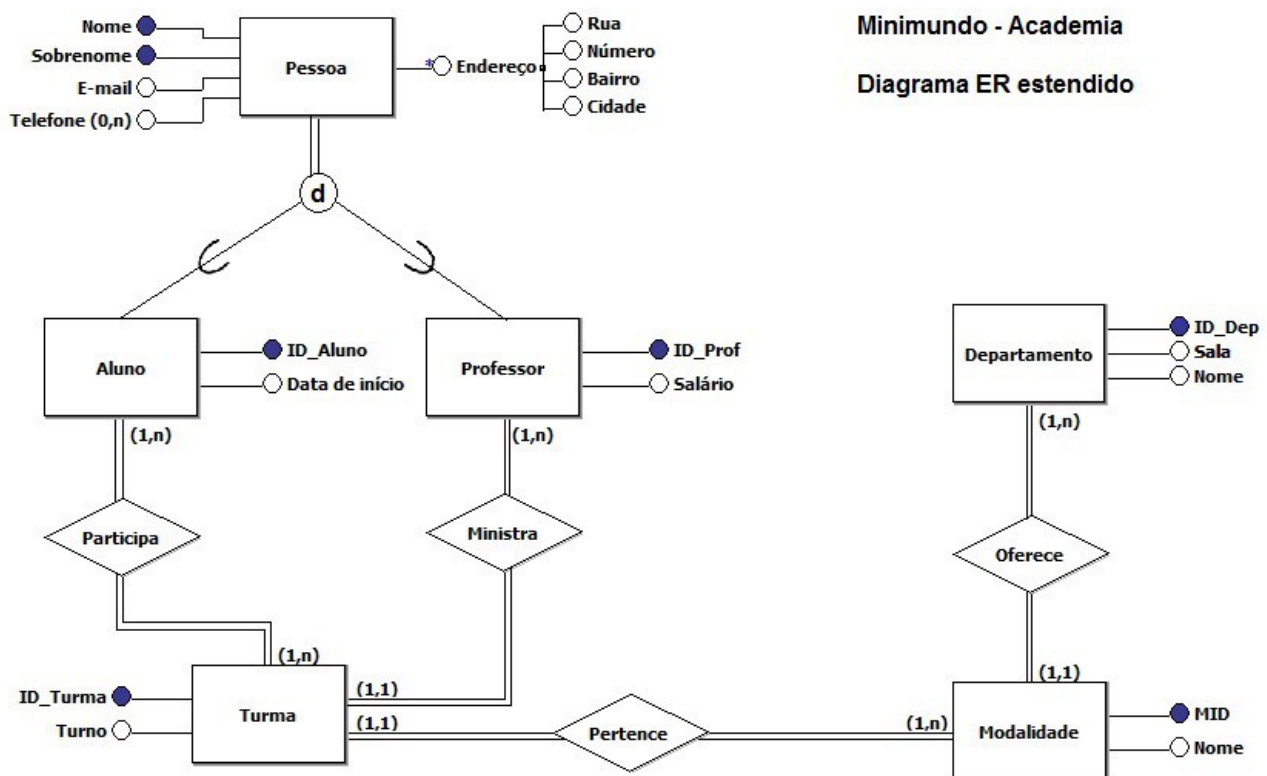 Minimundo - Academia
Diagrama ER estendido
Nome
Sobrenome
E-mail
Telefone (0,n)
Pessoa
* Endereço
Rua
Número
Bairro
Cidade
d
Aluno
ID_Aluno
Data de início
Professor
ID_Prof
Salário
Departamento
ID_Dep
Sala
Nome
(1,n)
(1,n)
(1,n)
Participa
Ministra
Oferece
(1,n)
(1,1)
(1,1)
(1,n)
(1,1)
ID_Turma
Turno
Turma
Pertence
Modalidade
MID
Nome